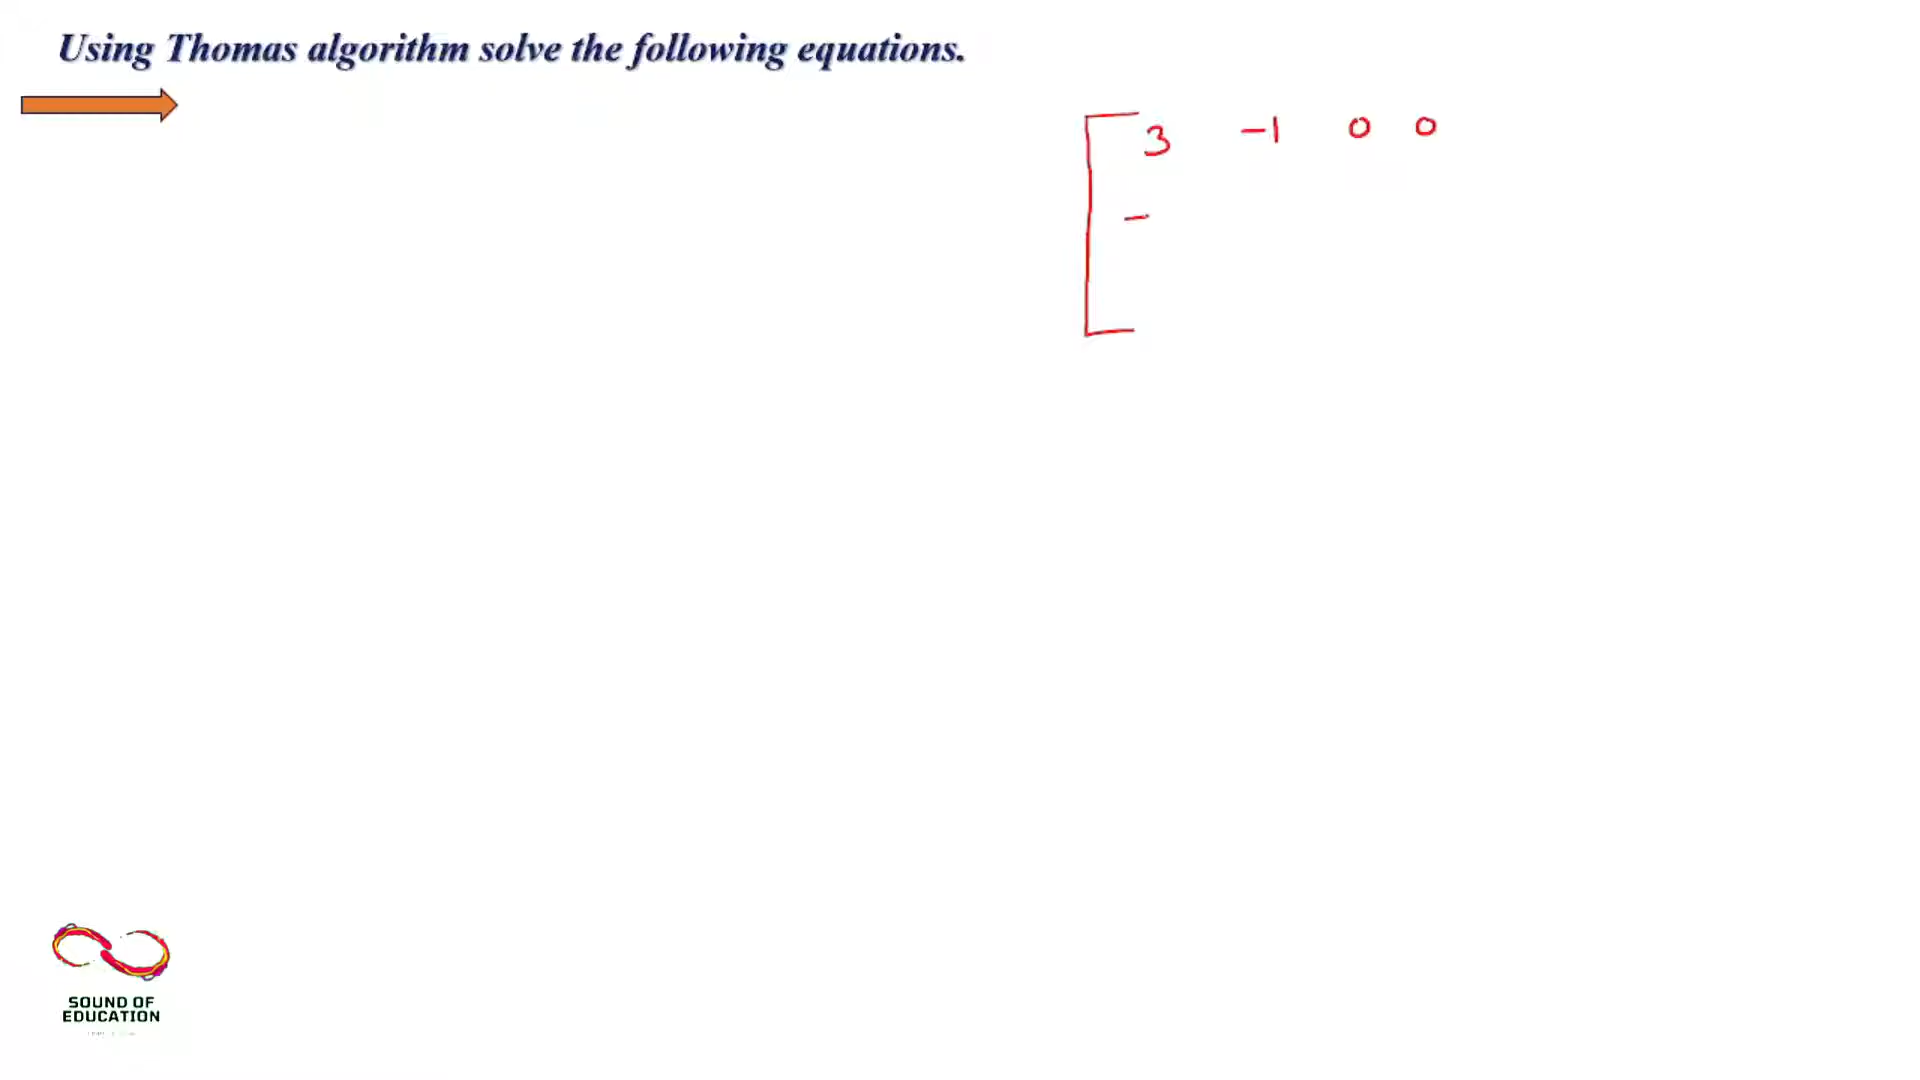 Using Thomas algorithm solve the following equations.
3 -1 0 0
-
SOUND OF
EDUCATION